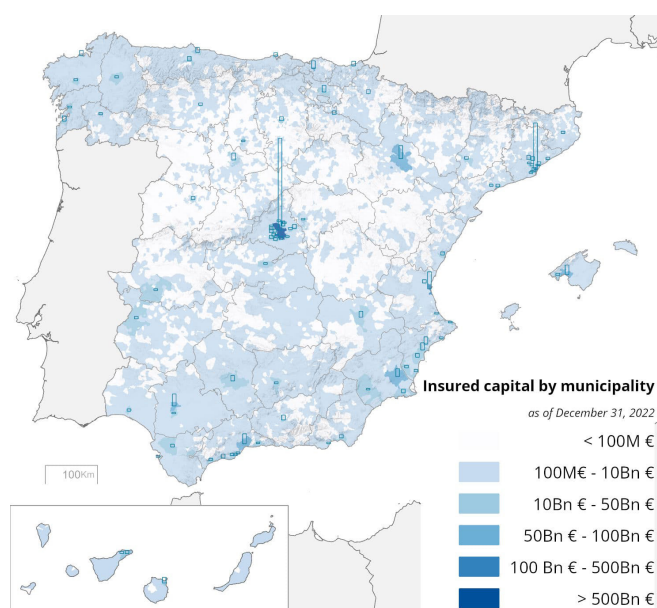 Insured capital by municipality
as of December 31, 2022
< 100M €
100M€ - 10Bn €
10Bn € - 50Bn €
50Bn € - 100Bn €
100 Bn € - 500Bn €
> 500Bn €
100Km